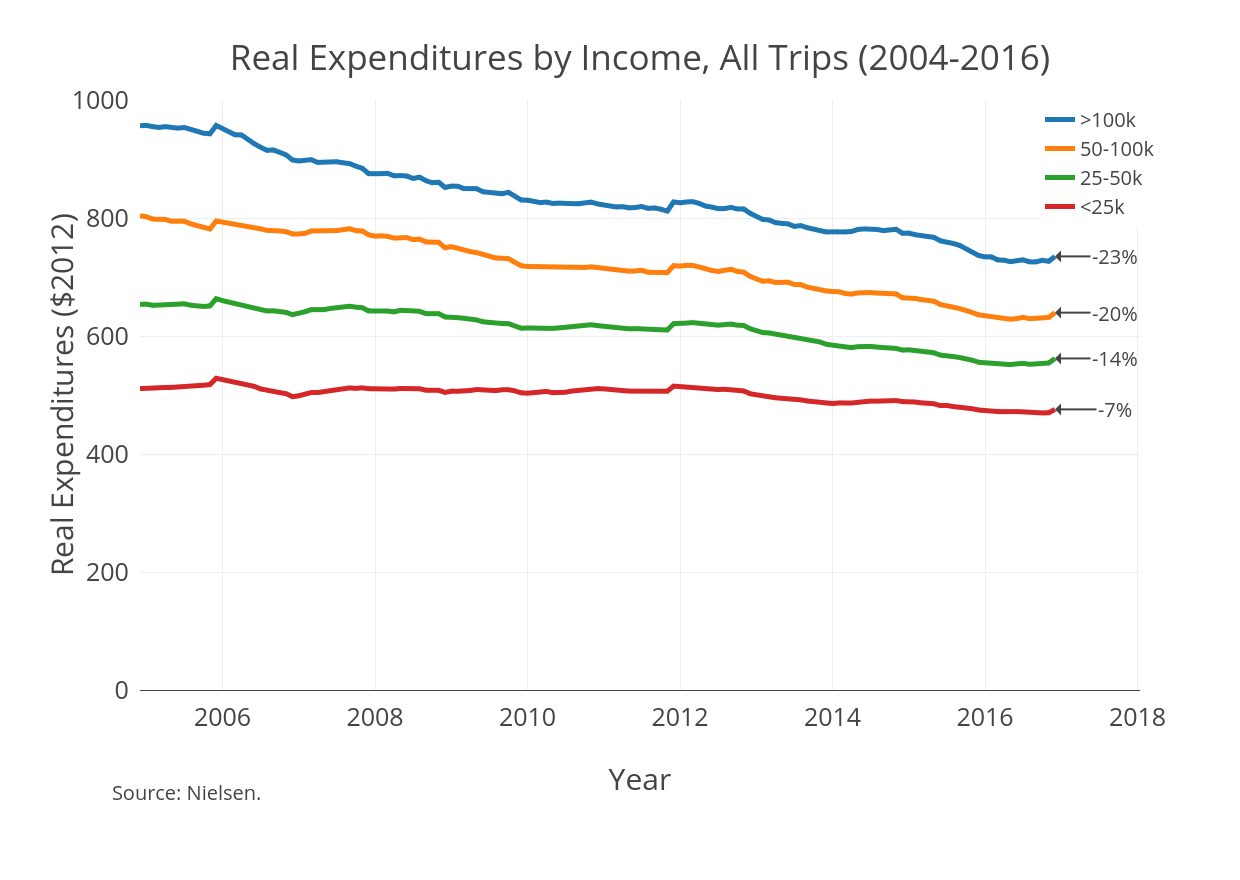 Real Expenditures by Income, All Trips (2004-2016)
Real Expenditures ($2012)
1000
800
600
400
200
0
>100k
50-100k
25-50k
<25k
-23%
-20%
-14%
-7%
2006 2008 2010 2012 2014 2016 2018
Year
Source: Nielsen.